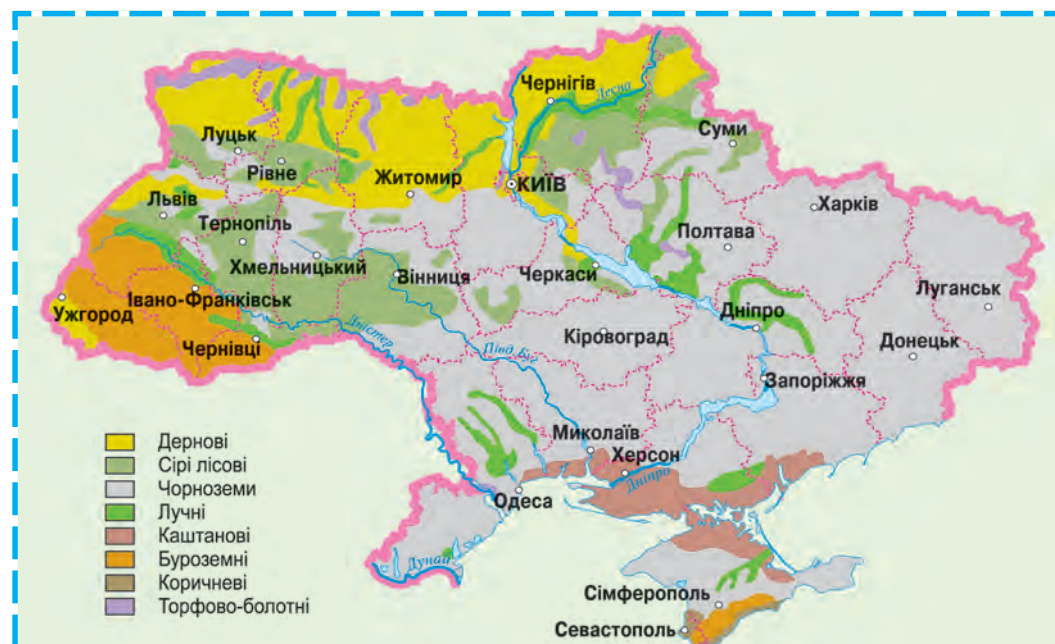 Чернігів
Десна
Суми
Луцьк
Рівне
Житомир
КИЇВ
Львів
Тернопіль
Харків
Полтава
Хмельницький
Вінниця
Черкаси
Луганськ
Ужгород
Івано-Франківськ
Чернівці
Дністер
Півд. Буг
Кіровоград
Дніпро
Донецьк
Запоріжжя
Миколаїв
Херсон
Дніпро
Одеса
Дунай
Сімферополь
Севастополь
Дернові
Сірі лісові
Чорноземи
Лучні
Каштанові
Буроземні
Коричневі
Торфово-болотні